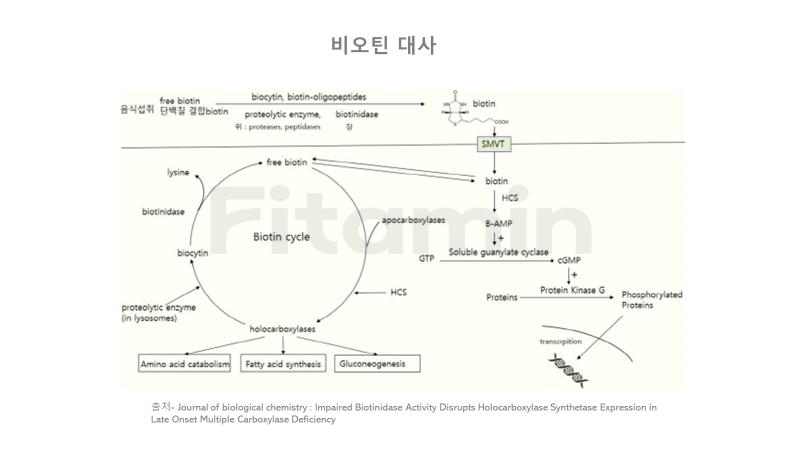 비오틴 대사
음식섭취
free biotin
단백질 결합biotin
biocytin, biotin-oligopeptides
proteolytic enzyme,
biotinidase
위 : proteases, peptidases
장
O
HN
NH
H
H
S
COOH
biotin
SMVT
free biotin
biotin
lysine
biotinidase
biocytin
proteolytic enzyme
(in lysosomes)
Biotin cycle
apocarboxylases
HCS
holocarboxylases
Amino acid catabolism
Fatty acid synthesis
Gluconeogenesis
HCS
B-AMP
+
GTP
Soluble guanylate cyclase
cGMP
+
Proteins
Protein Kinase G
Phosphorylated
Proteins
transcrpition
Fitamin
출처- Journal of biological chemistry : Impaired Biotinidase Activity Disrupts Holocarboxylase Synthetase Expression in
Late Onset Multiple Carboxylase Deficiency